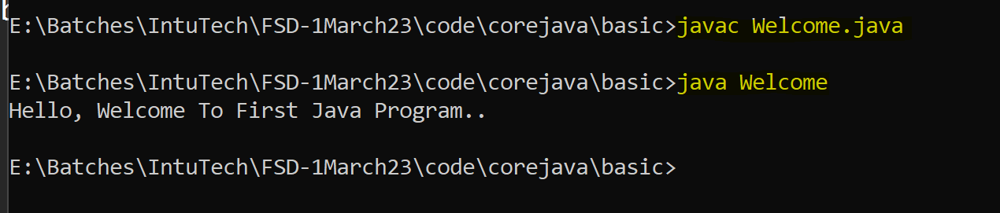 E:\Batches\IntuTech\FSD-1March23\code\corejava\basic>javac Welcome.java
E:\Batches\IntuTech\FSD-1March23\code\corejava\basic>java Welcome
Hello, Welcome To First Java Program..
E:\Batches\IntuTech\FSD-1March23\code\corejava\basic>